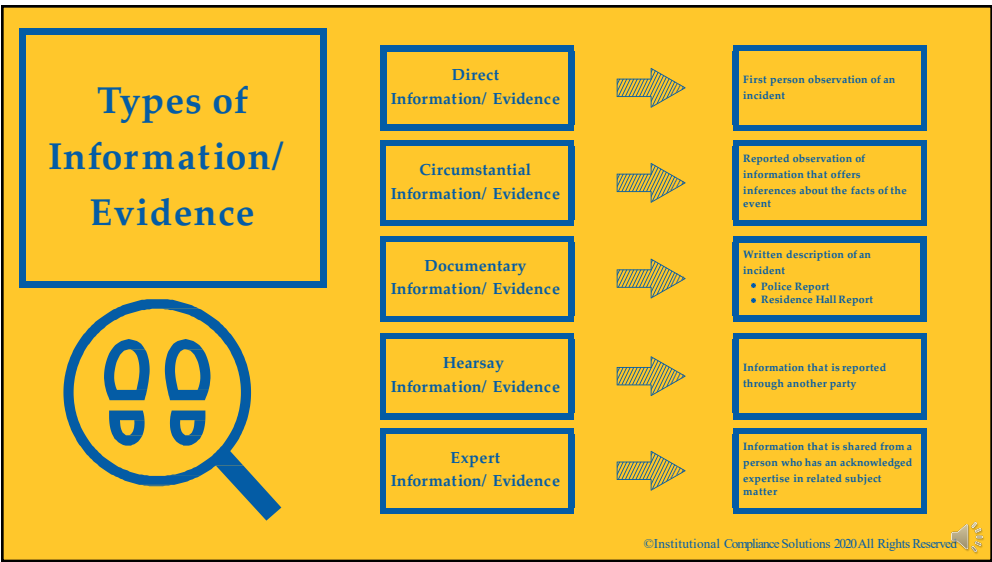 Types of
Information/
Evidence
Direct
Information/ Evidence
First person observation of an
incident
Circumstantial
Information/ Evidence
Reported observation of
information that offers
inferences about the facts of the
event
Documentary
Information/ Evidence
Written description of an
incident
• Police Report
• Residence Hall Report
Hearsay
Information/ Evidence
Information that is reported
through another party
Expert
Information/ Evidence
Information that is shared from a
person who has an acknowledged
expertise in related subject
matter
©Institutional Compliance Solutions 2020 All Rights Reserved